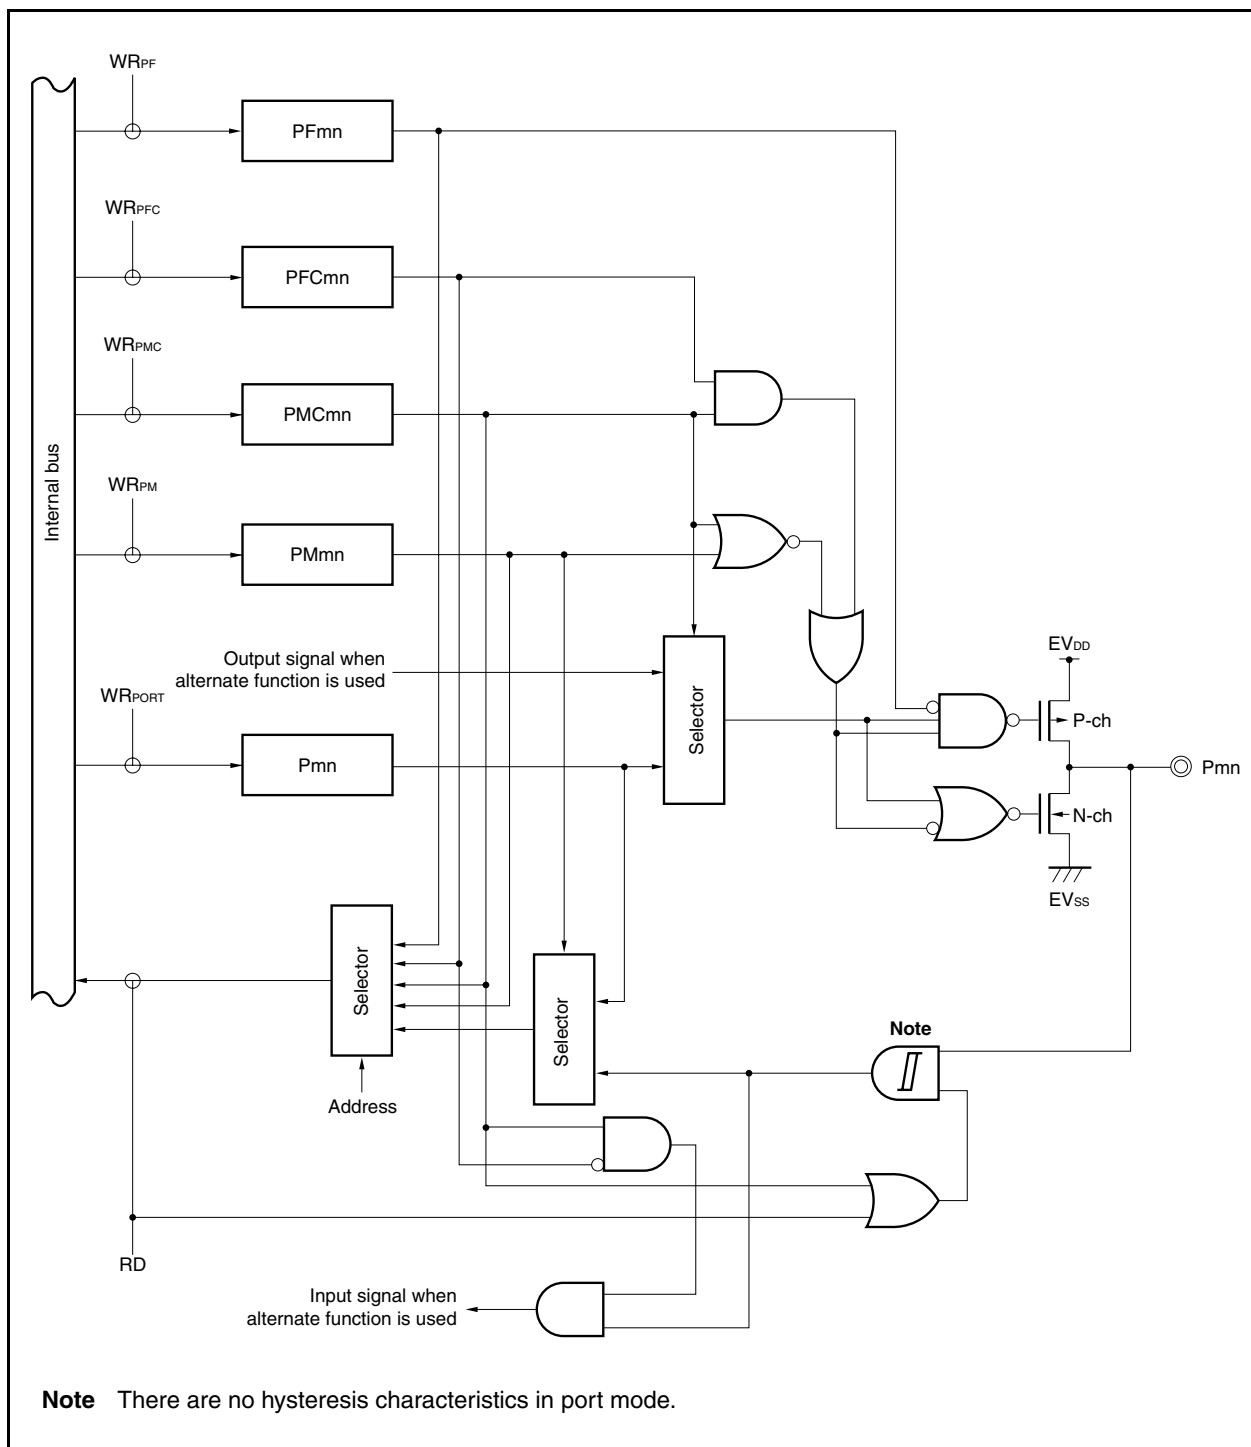 WRPF
PFmn
WRPFC
PFCmn
WRPMC
PMCmn
Internal bus
WRPM
PMmn
Output signal when
alternate function is used
Selector
EVDD
P-ch
WRPORT
Pmn
Pmn
N-ch
EVSS
Selector
Selector
Note
Address
RD
Input signal when
alternate function is used
Note There are no hysteresis characteristics in port mode.